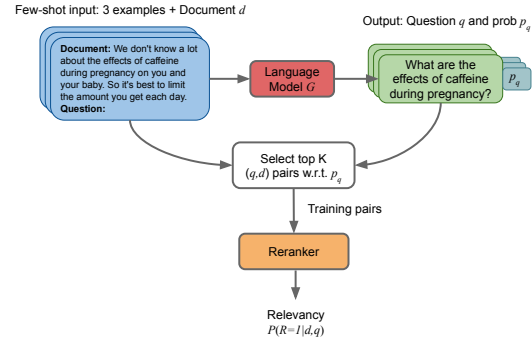 Few-shot input: 3 examples + Document d
Output: Question q and prob p_q
Document: We don't know a lot
about the effects of caffeine
during pregnancy on you and
your baby. So it's best to limit
the amount you get each day.
Question:
Language
Model G
What are the
effects of caffeine
during pregnancy?
p_q
Select top K
(q,d) pairs w.r.t. p_q
Training pairs
Reranker
Relevancy
P(R=1|d,q)